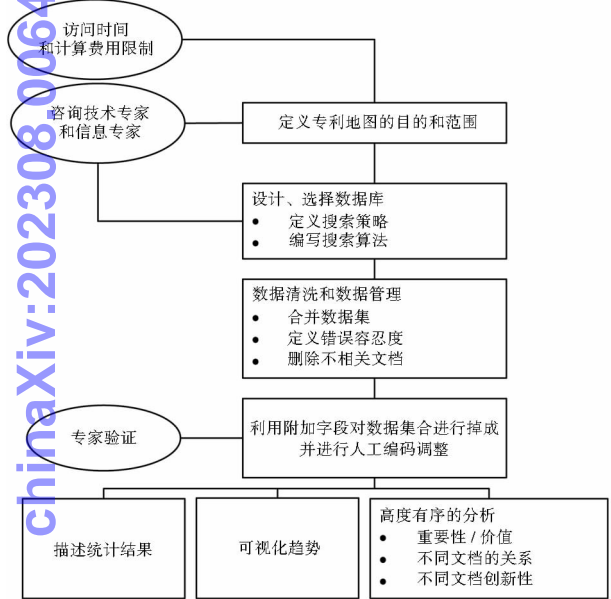 访问时间
和计算费用限制
咨询技术专家
和信息专家
定义专利地图的目的和范围
设计、选择数据库
• 定义搜索策略
• 编写搜索算法
数据清洗和数据管理
• 合并数据集
• 定义错误容忍度
• 删除不相关文档
专家验证
利用附加字段对数据集合进行掉成
并进行人工编码调整
描述统计结果
可视化趋势
高度有序的分析
• 重要性 / 价值
• 不同文档的关系
• 不同文档创新性
chinaXiv:202308.0064